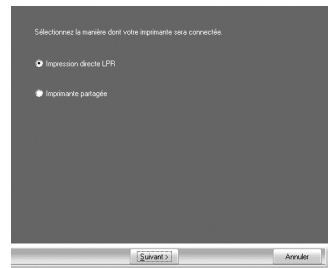 Sélectionnez la manière dont votre imprimante sera connectée.
Impression directe LPR
Imprimante partagée
Suivant >
Annuler